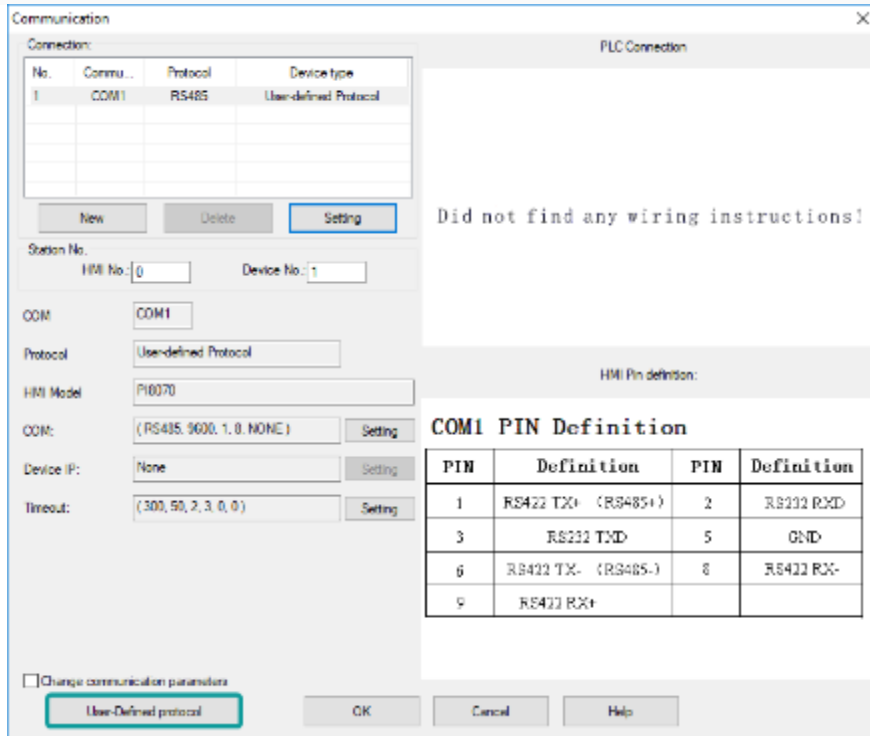 Communication
Connection:
No. Commu... Protocol Device type
1 COM1 RS485 User-defined Protocol
New Delete Setting
Station No.
HMI No.: 0 Device No.: 1
COM COM1
Protocol User-defined Protocol
HMI Model PI8070
COM: (RS485, 9600, 1, 8, NONE) Setting
Device IP: None Setting
Timeout: (300, 50, 2, 3, 0, 0) Setting
Change communication parameters
User-Defined protocol OK Cancel Help
PLC Connection
Did not find any wiring instructions!
HMI Pin definition:
COM1 PIN Definition
PIN Definition PIN Definition
1 RS422 TX+ (RS485+) 2 RS232 RXD
3 RS232 TXD 5 GND
6 RS422 TX- (RS485-) 8 RS422 RX-
9 RS422 RX+